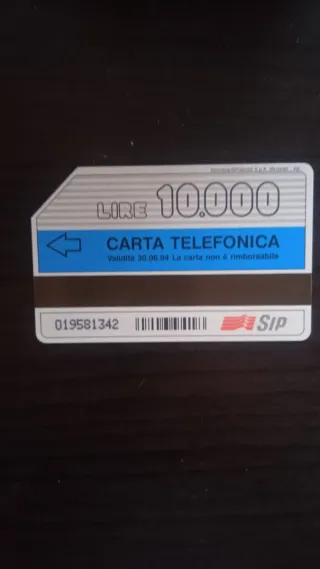 LIRE 10.000
CARTA TELEFONICA
Validità 30.06.94 La carta non è rimborsabile
019581342
SIP